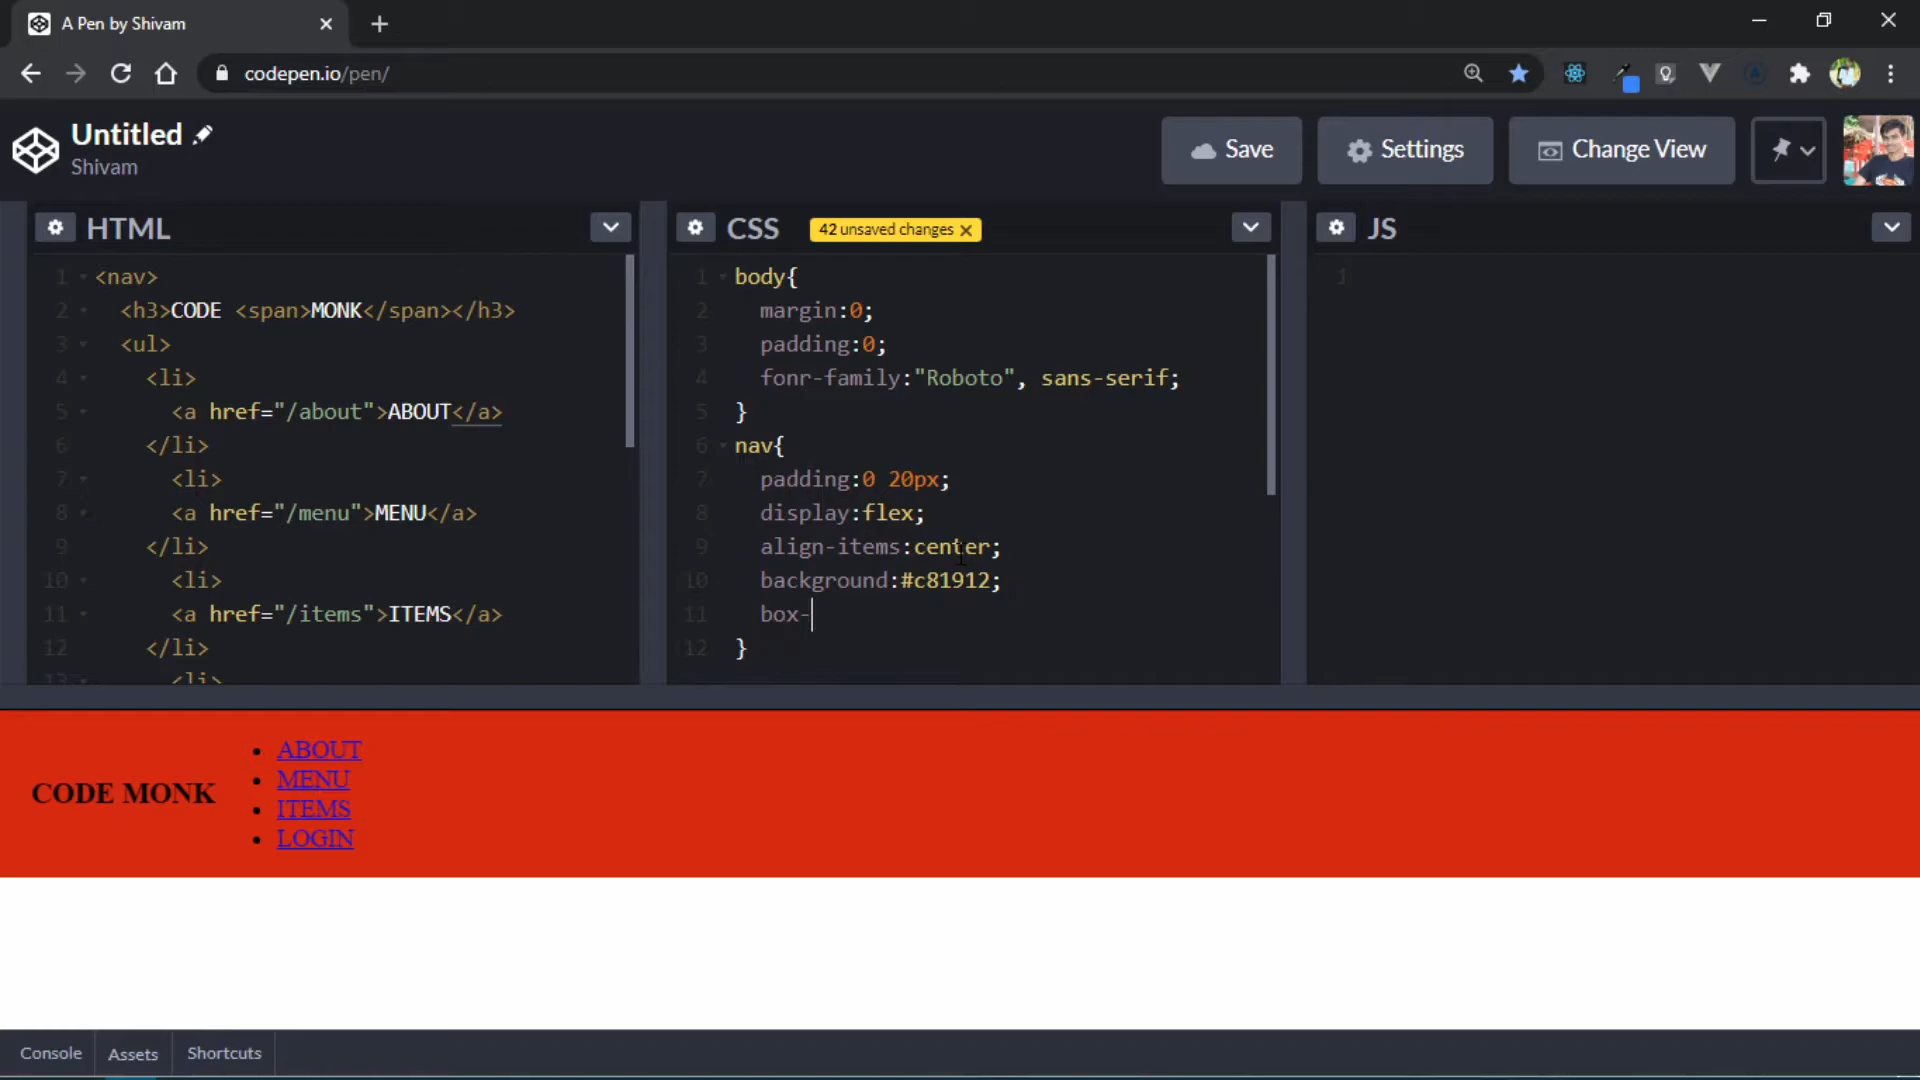 A Pen by Shivam
codepen.io/pen/
Untitled
Shivam
Save
Settings
Change View
HTML
1 <nav>
2 <h3>CODE <span>MONK</span></h3>
3 <ul>
4 <li>
5 <a href="/about">ABOUT</a>
6 </li>
7 <li>
8 <a href="/menu">MENU</a>
9 </li>
10 <li>
11 <a href="/items">ITEMS</a>
12 </li>
13 <li>
CSS
42 unsaved changes ×
1 body{
2 margin:0;
3 padding:0;
4 fonr-family:"Roboto", sans-serif;
5 }
6 nav{
7 padding:0 20px;
8 display:flex;
9 align-items:center;
10 background:#c81912;
11 box-
12 }
JS
1
CODE MONK
• ABOUT
• MENU
• ITEMS
• LOGIN
Console
Assets
Shortcuts